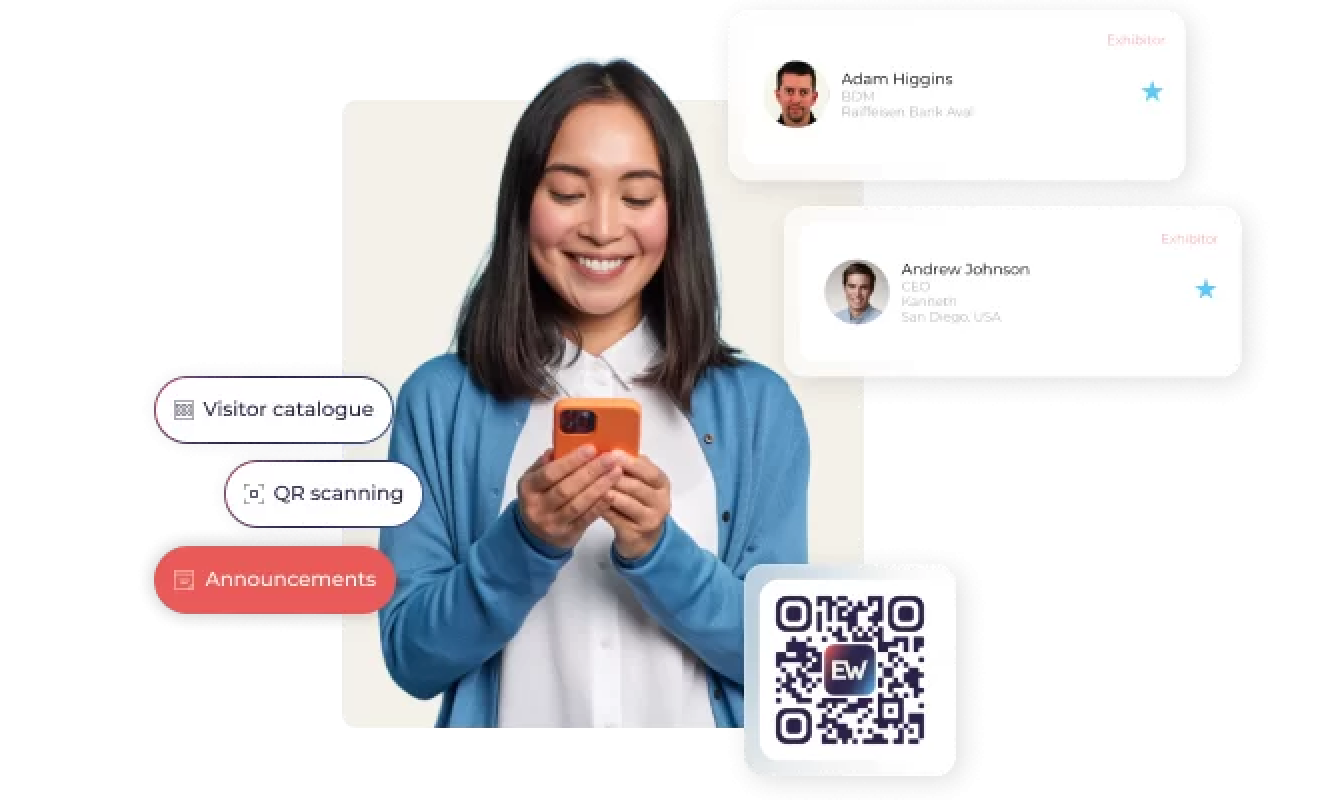 Exhibitor
Adam Higgins
BDM
Raiffeisen Bank Aval
Exhibitor
Andrew Johnson
CEO
Kanneth
San Diego, USA
Visitor catalogue
QR scanning
Announcements
EW